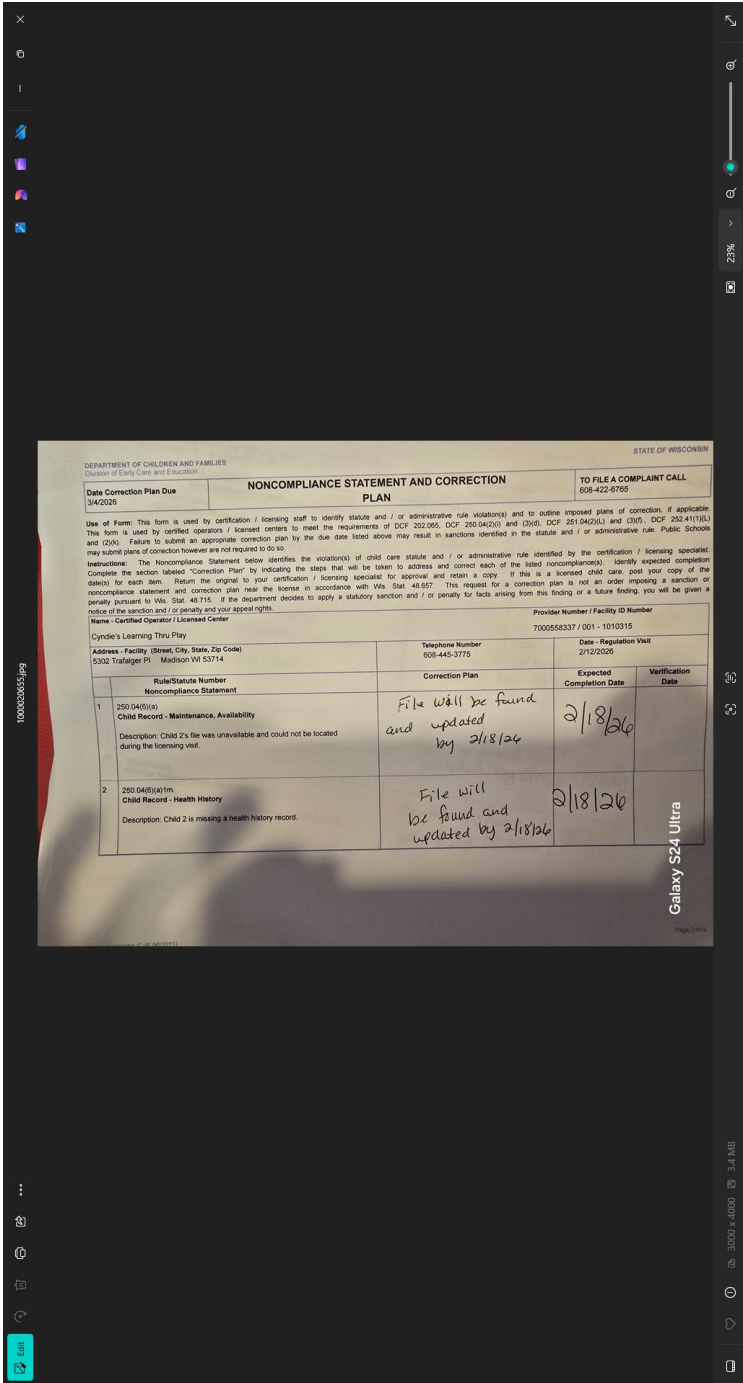 1000020655.jpg
23%
DEPARTMENT OF CHILDREN AND FAMILIES
Division of Early Care and Education
STATE OF WISCONSIN
Date Correction Plan Due
3/4/2026
NONCOMPLIANCE STATEMENT AND CORRECTION
PLAN
TO FILE A COMPLAINT CALL
608-422-6765
Use of Form: This form is used by certification / licensing staff to identify statute and / or administrative rule violation(s) and to outline imposed plans of correction, if applicable.
This form is used by certified operators / licensed centers to meet the requirements of DCF 202.065, DCF 250.04(2)(i) and (3)(d), DCF 251.04(2)(L) and (3)(f), DCF 252.41(1)(L)
and (2)(k). Failure to submit an appropriate correction plan by the due date listed above may result in sanctions identified in the statute and / or administrative rule. Public Schools
may submit plans of correction however are not required to do so.
Instructions: The Noncompliance Statement below identifies the violation(s) of child care statute and / or administrative rule identified by the certification / licensing specialist.
Complete the section labeled "Correction Plan" by indicating the steps that will be taken to address and correct each of the listed noncompliance(s). Identify expected completion
date(s) for each item. Return the original to your certification / licensing specialist for approval and retain a copy. If this is a licensed child care, post your copy of the
noncompliance statement and correction plan near the license in accordance with Wis. Stat. 48.657. This request for a correction plan is not an order imposing a sanction or
penalty pursuant to Wis. Stat. 48.715. If the department decides to apply a statutory sanction and / or penalty for facts arising from this finding or a future finding, you will be given a
notice of the sanction and / or penalty and your appeal rights.
Name - Certified Operator / Licensed Center
Cyndie's Learning Thru Play
Provider Number / Facility ID Number
7000558337 / 001 - 1010315
Address - Facility (Street, City, State, Zip Code)
5302 Trafalger Pl Madison WI 53714
Telephone Number
608-445-3775
Date - Regulation Visit
2/12/2026
Rule/Statute Number
Noncompliance Statement
Correction Plan
Expected
Completion Date
Verification
Date
1
250.04(6)(a)
Child Record - Maintenance, Availability
Description: Child 2's file was unavailable and could not be located
during the licensing visit.
File will be found
and updated
by 2/18/26
2/18/26
2
250.04(6)(a)1m.
Child Record - Health History
Description: Child 2 is missing a health history record.
File will
be found and
updated by 2/18/26
2/18/26
Galaxy S24 Ultra
3000 x 4000
3.4 MB
Edit